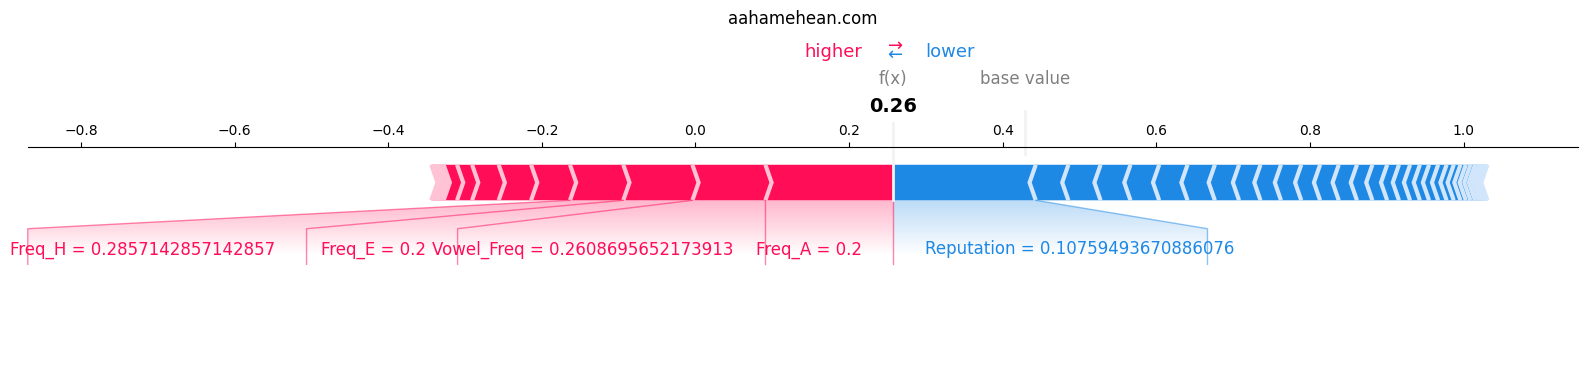 aahamehean.com
higher ⇄ lower
f(x) base value
0.26
−0.8 −0.6 −0.4 −0.2 0.0 0.2 0.4 0.6 0.8 1.0
Freq_H = 0.2857142857142857 Freq_E = 0.2 Vowel_Freq = 0.2608695652173913 Freq_A = 0.2 Reputation = 0.10759493670886076